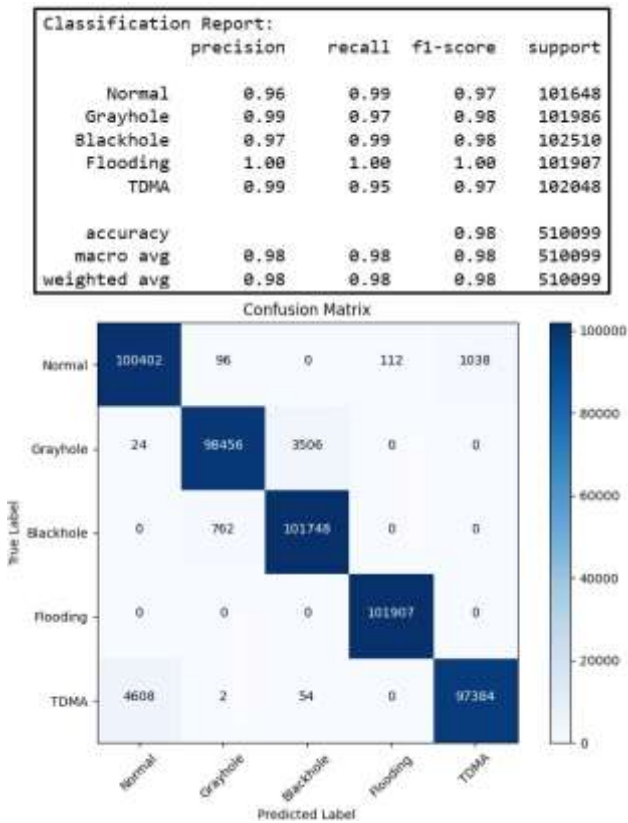 Classification Report:
precision recall f1-score support
Normal 0.96 0.99 0.97 101648
Grayhole 0.99 0.97 0.98 101986
Blackhole 0.97 0.99 0.98 102510
Flooding 1.00 1.00 1.00 101907
TDMA 0.99 0.95 0.97 102048
accuracy 0.98 510099
macro avg 0.98 0.98 0.98 510099
weighted avg 0.98 0.98 0.98 510099
Confusion Matrix
Normal 100402 96 0 112 1038
Grayhole 24 98456 3506 0 0
Blackhole 0 762 101748 0 0
Flooding 0 0 0 101907 0
TDMA 4608 2 54 0 97384
True Label
Normal Grayhole Blackhole Flooding TDMA
Predicted Label
100000
80000
60000
40000
20000
0